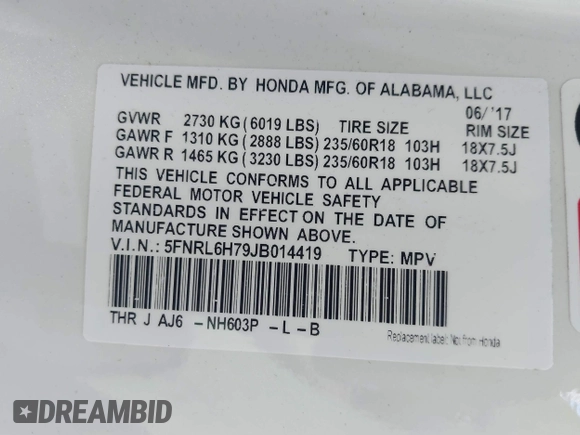 VEHICLE MFD. BY HONDA MFG. OF ALABAMA, LLC
06/ '17
GVWR 2730 KG (6019 LBS) TIRE SIZE RIM SIZE
GAWR F 1310 KG (2888 LBS) 235/60R18 103H 18X7.5J
GAWR R 1465 KG (3230 LBS) 235/60R18 103H 18X7.5J
THIS VEHICLE CONFORMS TO ALL APPLICABLE
FEDERAL MOTOR VEHICLE SAFETY
STANDARDS IN EFFECT ON THE DATE OF
MANUFACTURE SHOWN ABOVE.
V.I.N.: 5FNRL6H79JB014419 TYPE: MPV
THR J AJ6 -NH603P -L-B
Replacement label: Not from Honda
DREAMBID